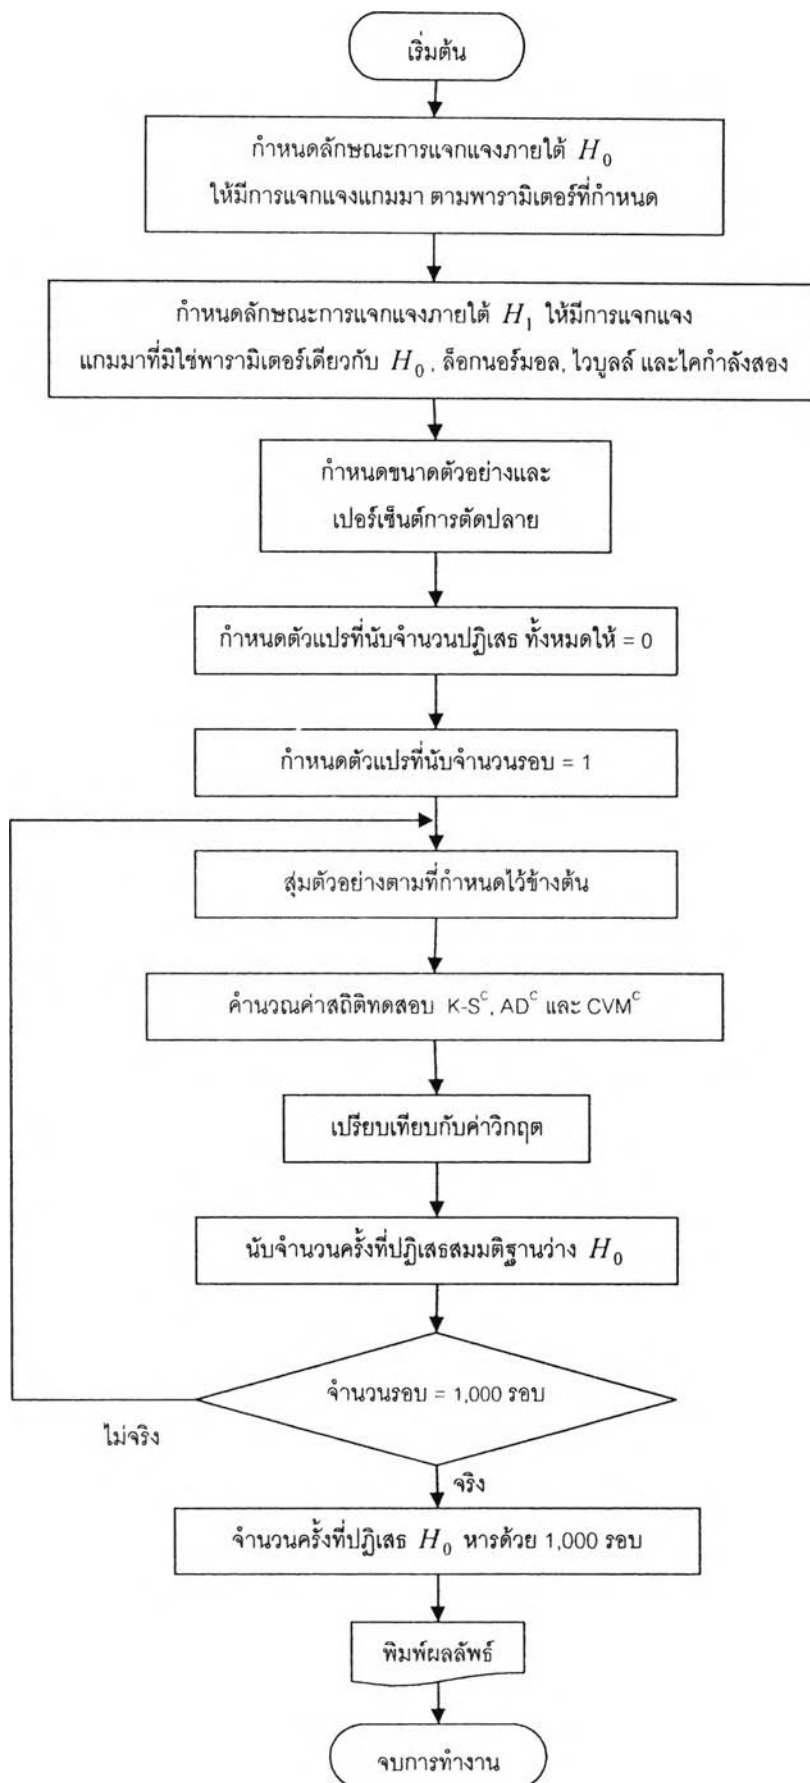 เริ่มต้น
กำหนดลักษณะการแจกแจงภายใต้ H₀
ให้มีการแจกแจงแกมมา ตามพารามิเตอร์ที่กำหนด
กำหนดลักษณะการแจกแจงภายใต้ H₁ ให้มีการแจกแจง
แกมมาที่มิใช่พารามิเตอร์เดียวกับ H₀ , ล็อกนอร์มอล, ไวบูลล์ และไคกำลังสอง
กำหนดขนาดตัวอย่างและ
เปอร์เซ็นต์การตัดปลาย
กำหนดตัวแปรที่นับจำนวนปฏิเสธ ทั้งหมดให้ = 0
กำหนดตัวแปรที่นับจำนวนรอบ = 1
สุ่มตัวอย่างตามที่กำหนดไว้ข้างต้น
คำนวณค่าสถิติทดสอบ K-S^C, AD^C และ CVM^C
เปรียบเทียบกับค่าวิกฤต
นับจำนวนครั้งที่ปฏิเสธสมมติฐานว่าง H₀
จำนวนรอบ = 1,000 รอบ
ไม่จริง
จริง
จำนวนครั้งที่ปฏิเสธ H₀ หารด้วย 1,000 รอบ
พิมพ์ผลลัพธ์
จบการทำงาน